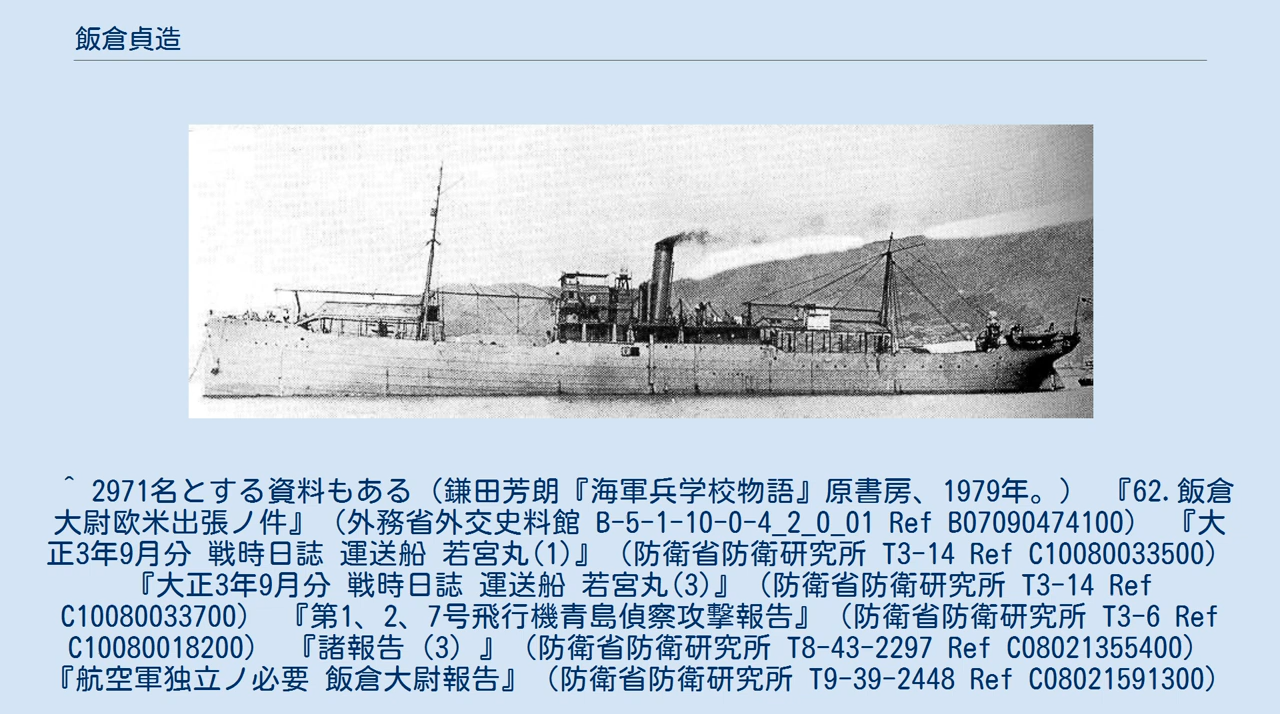 飯倉貞造
^ 2971名とする資料もある（鎌田芳朗『海軍兵学校物語』原書房、1979年。） 『62.飯倉
大尉欧米出張ノ件』（外務省外交史料館 B-5-1-10-0-4_2_0_01 Ref B07090474100） 『大
正3年9月分 戦時日誌 運送船 若宮丸(1)』（防衛省防衛研究所 T3-14 Ref C10080033500）
『大正3年9月分 戦時日誌 運送船 若宮丸(3)』（防衛省防衛研究所 T3-14 Ref
C10080033700） 『第1、2、7号飛行機青島偵察攻撃報告』（防衛省防衛研究所 T3-6 Ref
C10080018200） 『諸報告（3）』（防衛省防衛研究所 T8-43-2297 Ref C08021355400）
『航空軍独立ノ必要 飯倉大尉報告』（防衛省防衛研究所 T9-39-2448 Ref C08021591300）